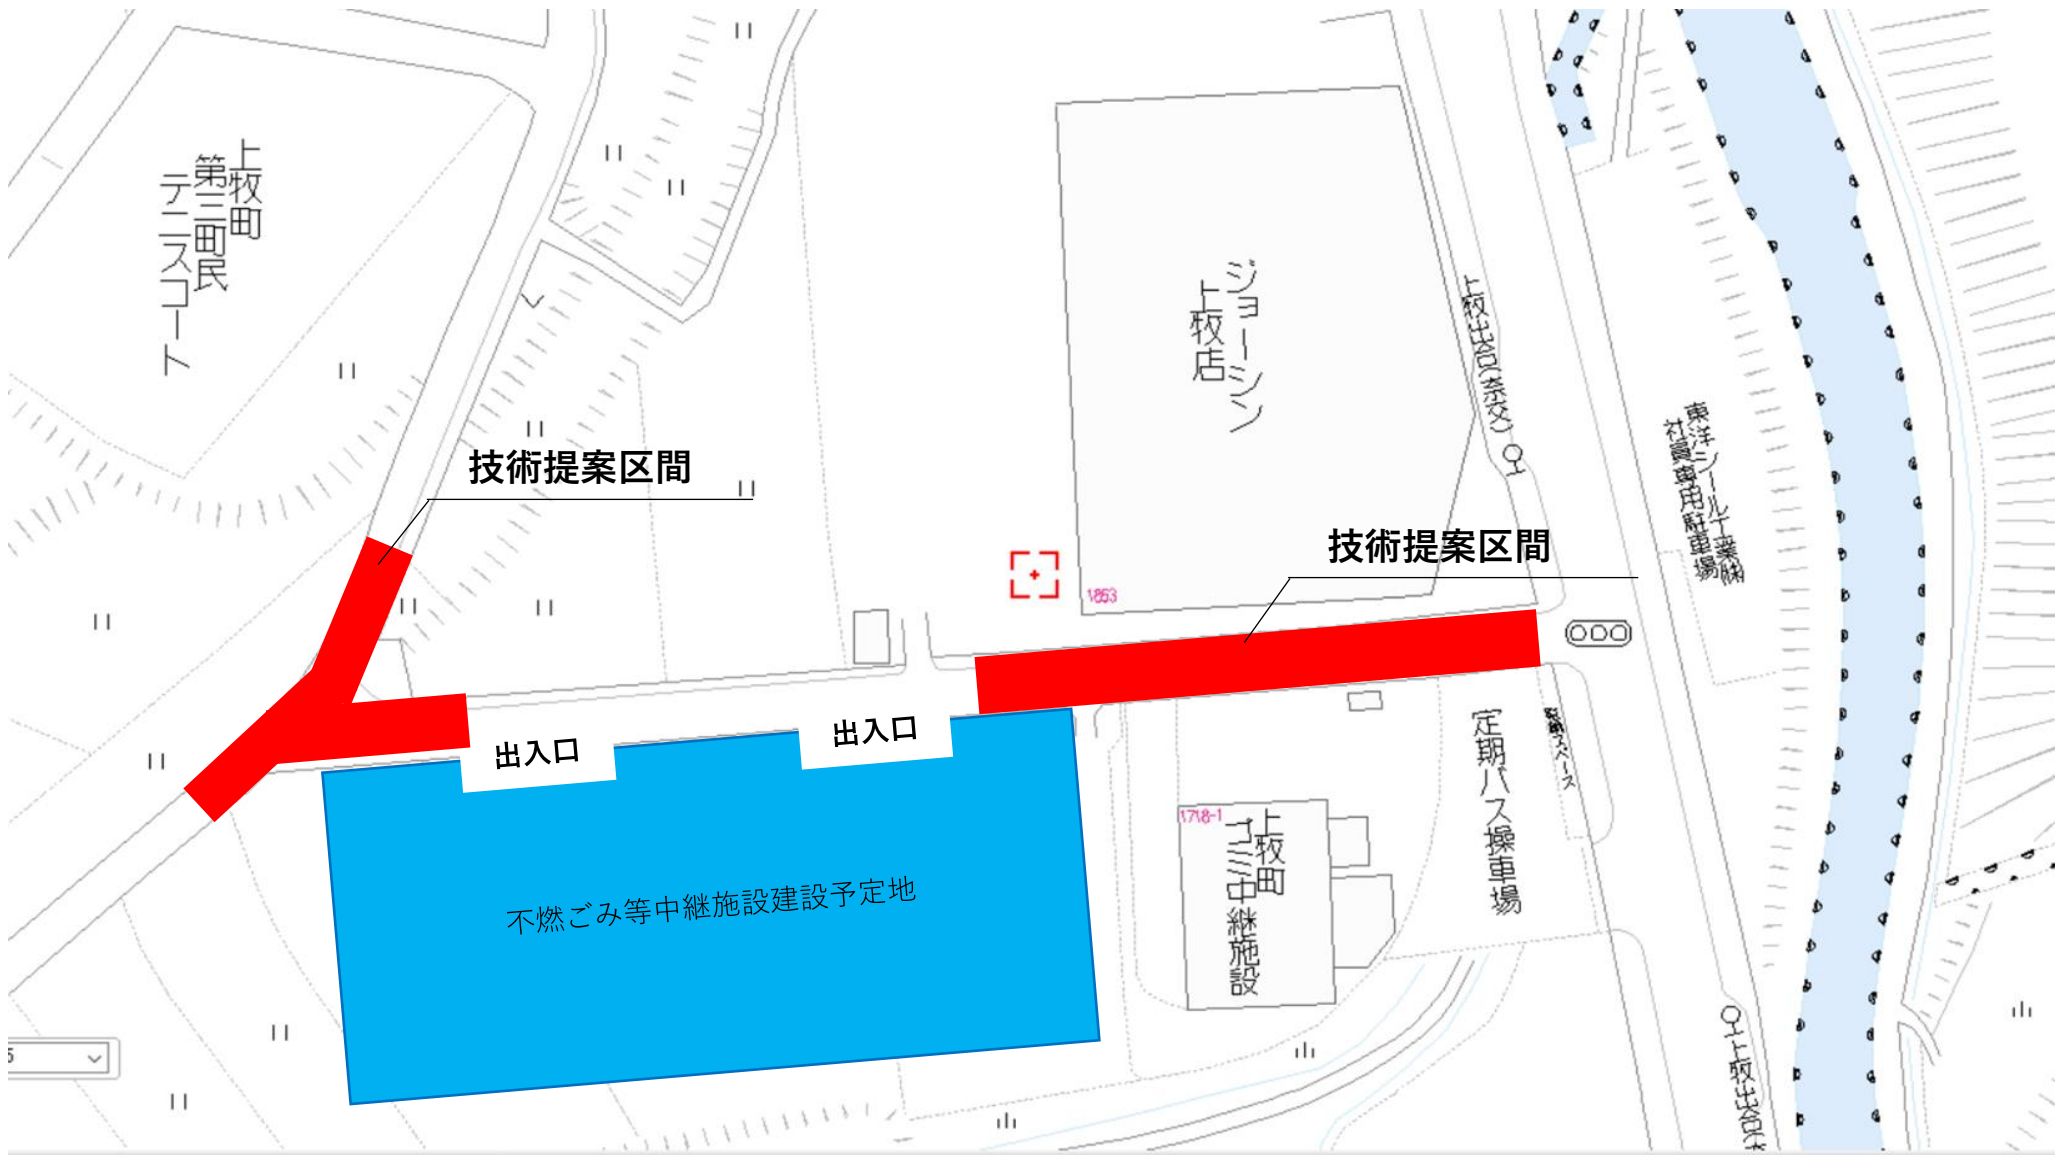 上牧町
第三町民
テニスコート
ジョーシン
上牧店
上牧出合(奈交)
東洋シール工業㈱
社員専用駐車場
技術提案区間
技術提案区間
1853
出入口
出入口
定期バス操車場
1718-1
上牧町
ゴミ中継施設
不燃ごみ等中継施設建設予定地
上牧出合(
5